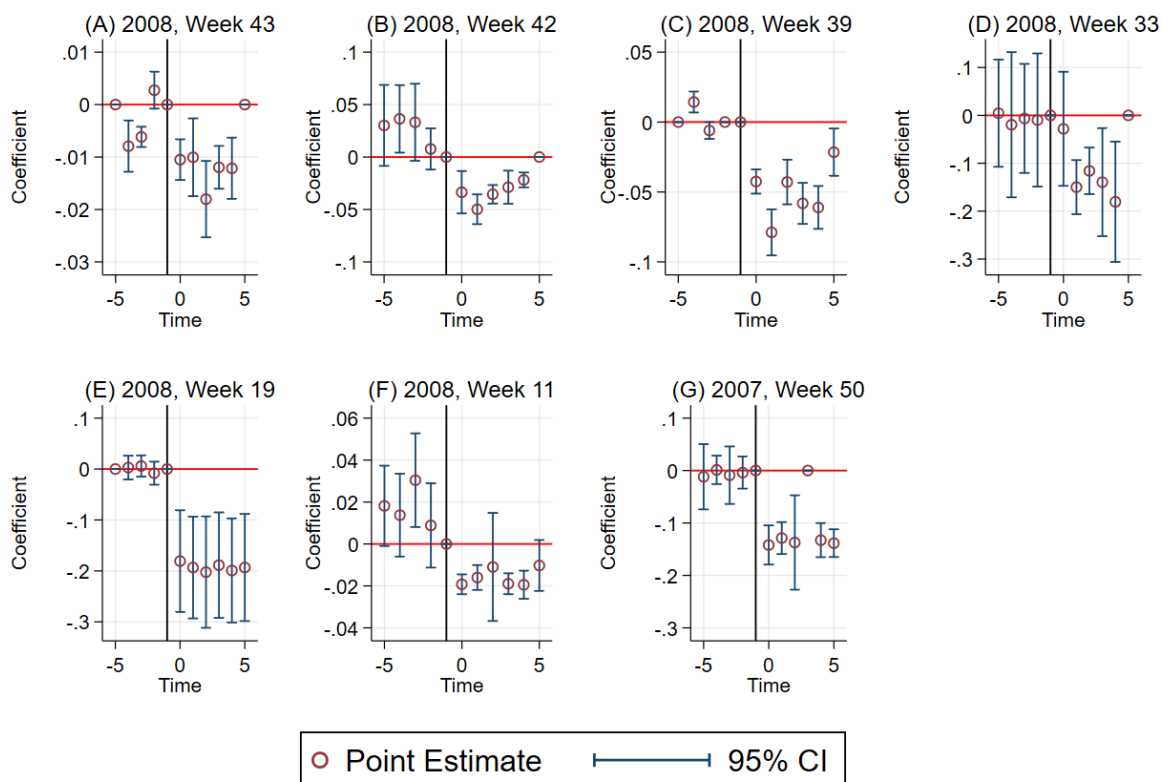 (A) 2008, Week 43
.01
0
-.01
-.02
-.03
Coefficient
-5
0
5
Time
(B) 2008, Week 42
.1
.05
0
-.05
-.1
Coefficient
-5
0
5
Time
(C) 2008, Week 39
.05
0
-.05
-.1
Coefficient
-5
0
5
Time
(D) 2008, Week 33
.1
0
-.1
-.2
-.3
Coefficient
-5
0
5
Time
(E) 2008, Week 19
.1
0
-.1
-.2
-.3
Coefficient
-5
0
5
Time
(F) 2008, Week 11
.06
.04
.02
0
-.02
-.04
Coefficient
-5
0
5
Time
(G) 2007, Week 50
.1
0
-.1
-.2
-.3
Coefficient
-5
0
5
Time
Point Estimate 95% CI